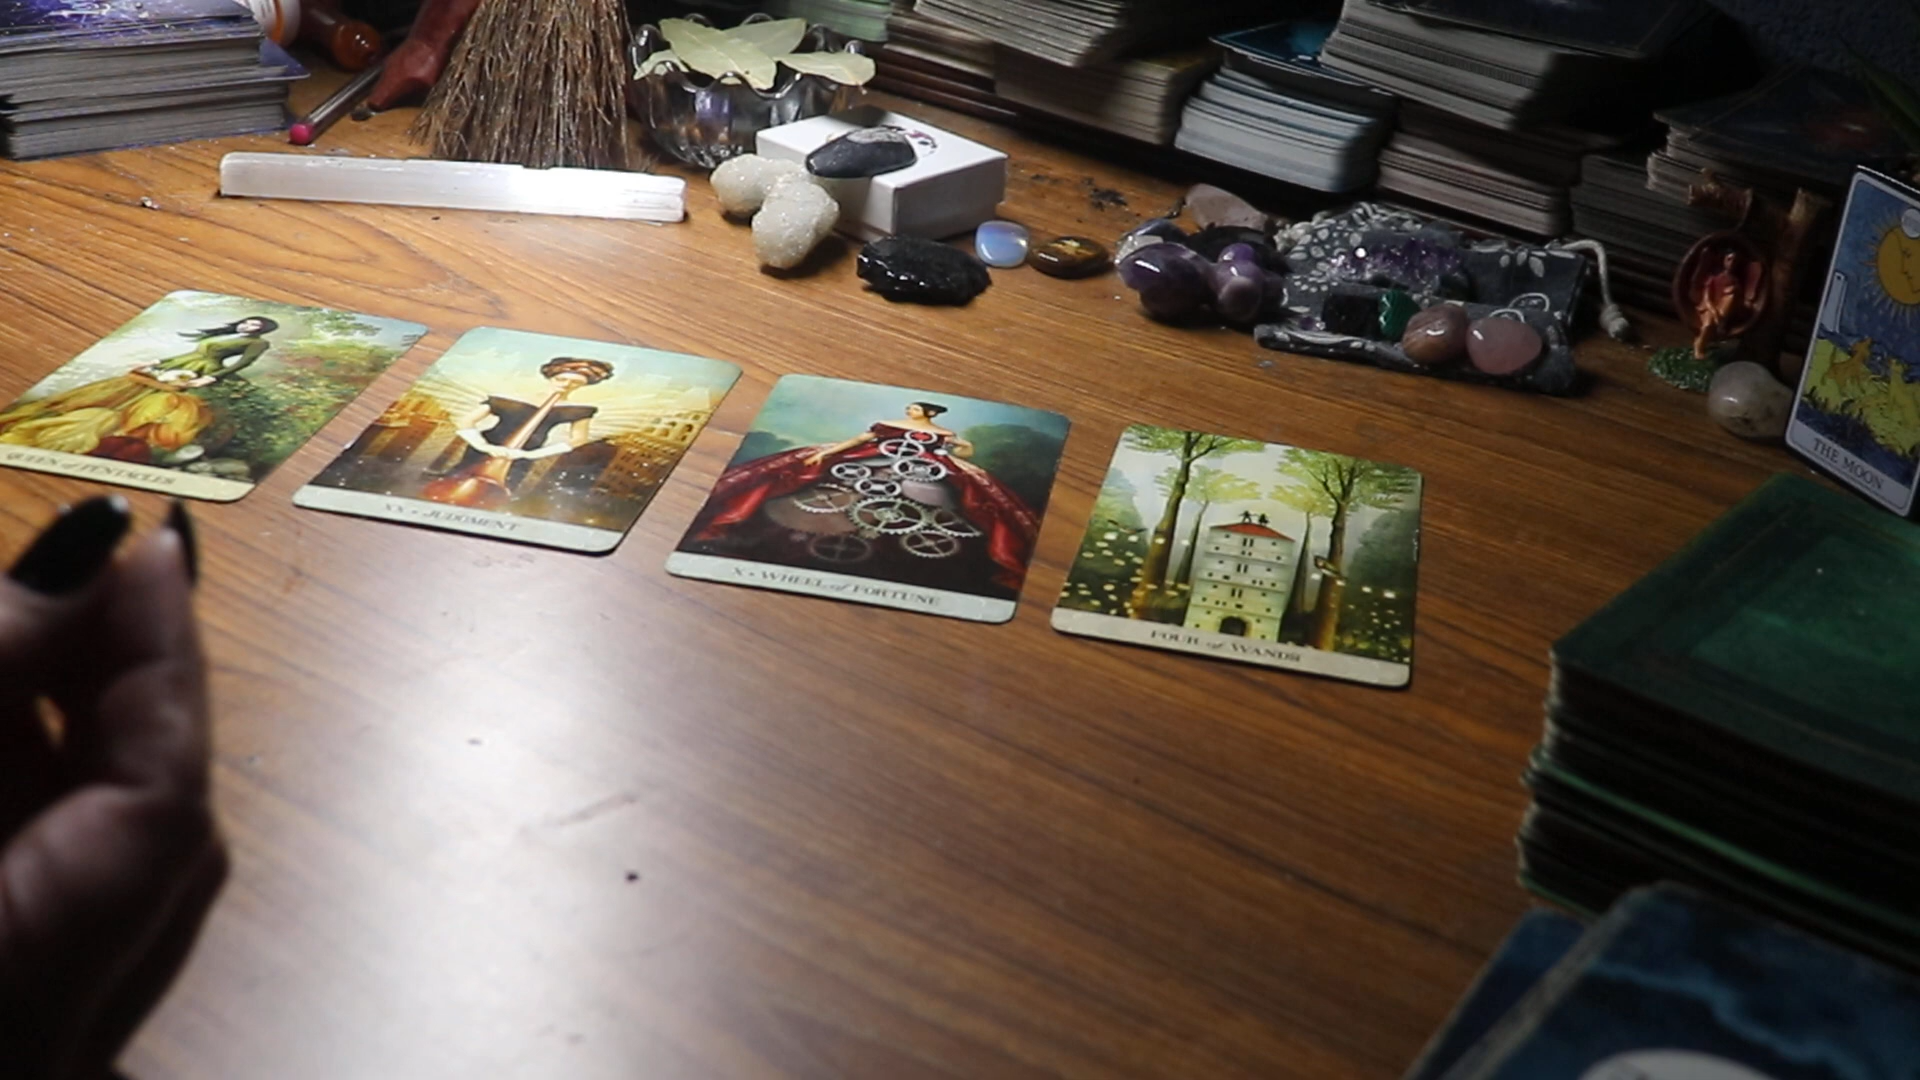 QUEEN of PENTACLES
XX • JUDGMENT
X • WHEEL of FORTUNE
FOUR of WANDS
THE MOON